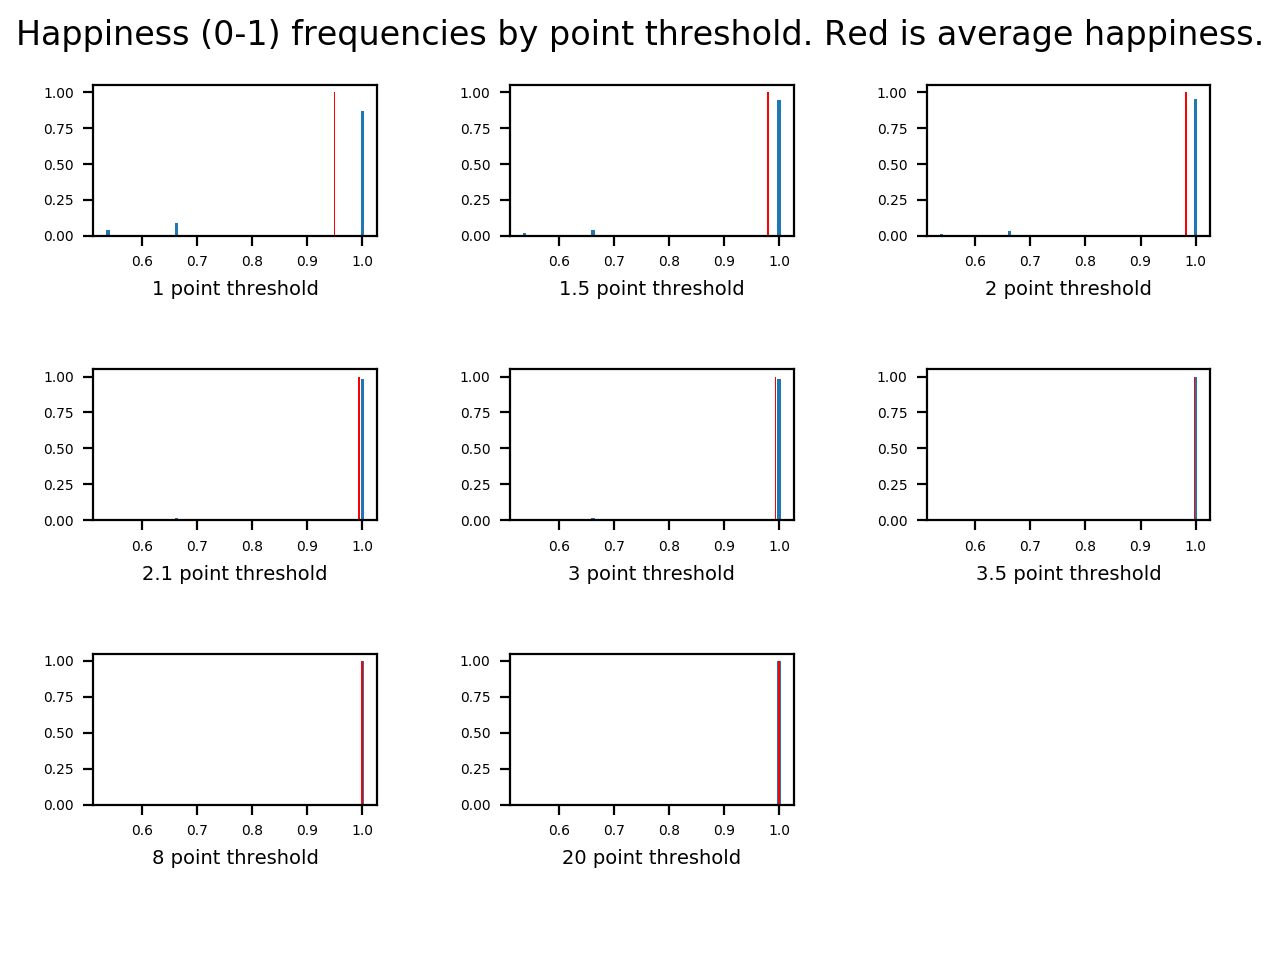 Happiness (0-1) frequencies by point threshold. Red is average happiness.
1.00 1.00 1.00
0.75 0.75 0.75
0.50 0.50 0.50
0.25 0.25 0.25
0.00 0.00 0.00
0.6 0.7 0.8 0.9 1.0 0.6 0.7 0.8 0.9 1.0 0.6 0.7 0.8 0.9 1.0
1 point threshold 1.5 point threshold 2 point threshold
1.00 1.00 1.00
0.75 0.75 0.75
0.50 0.50 0.50
0.25 0.25 0.25
0.00 0.00 0.00
0.6 0.7 0.8 0.9 1.0 0.6 0.7 0.8 0.9 1.0 0.6 0.7 0.8 0.9 1.0
2.1 point threshold 3 point threshold 3.5 point threshold
1.00 1.00
0.75 0.75
0.50 0.50
0.25 0.25
0.00 0.00
0.6 0.7 0.8 0.9 1.0 0.6 0.7 0.8 0.9 1.0
8 point threshold 20 point threshold